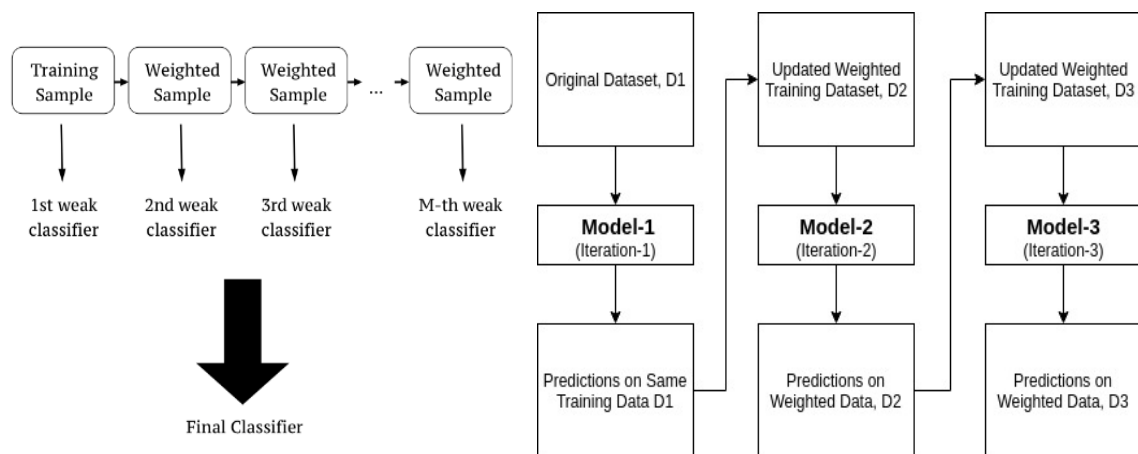 Training
Sample
Weighted
Sample
Weighted
Sample
...
Weighted
Sample
1st weak
classifier
2nd weak
classifier
3rd weak
classifier
M-th weak
classifier
Final Classifier
Original Dataset, D1
Updated Weighted
Training Dataset, D2
Updated Weighted
Training Dataset, D3
Model-1
(Iteration-1)
Model-2
(Iteration-2)
Model-3
(Iteration-3)
Predictions on Same
Training Data D1
Predictions on
Weighted Data, D2
Predictions on
Weighted Data, D3